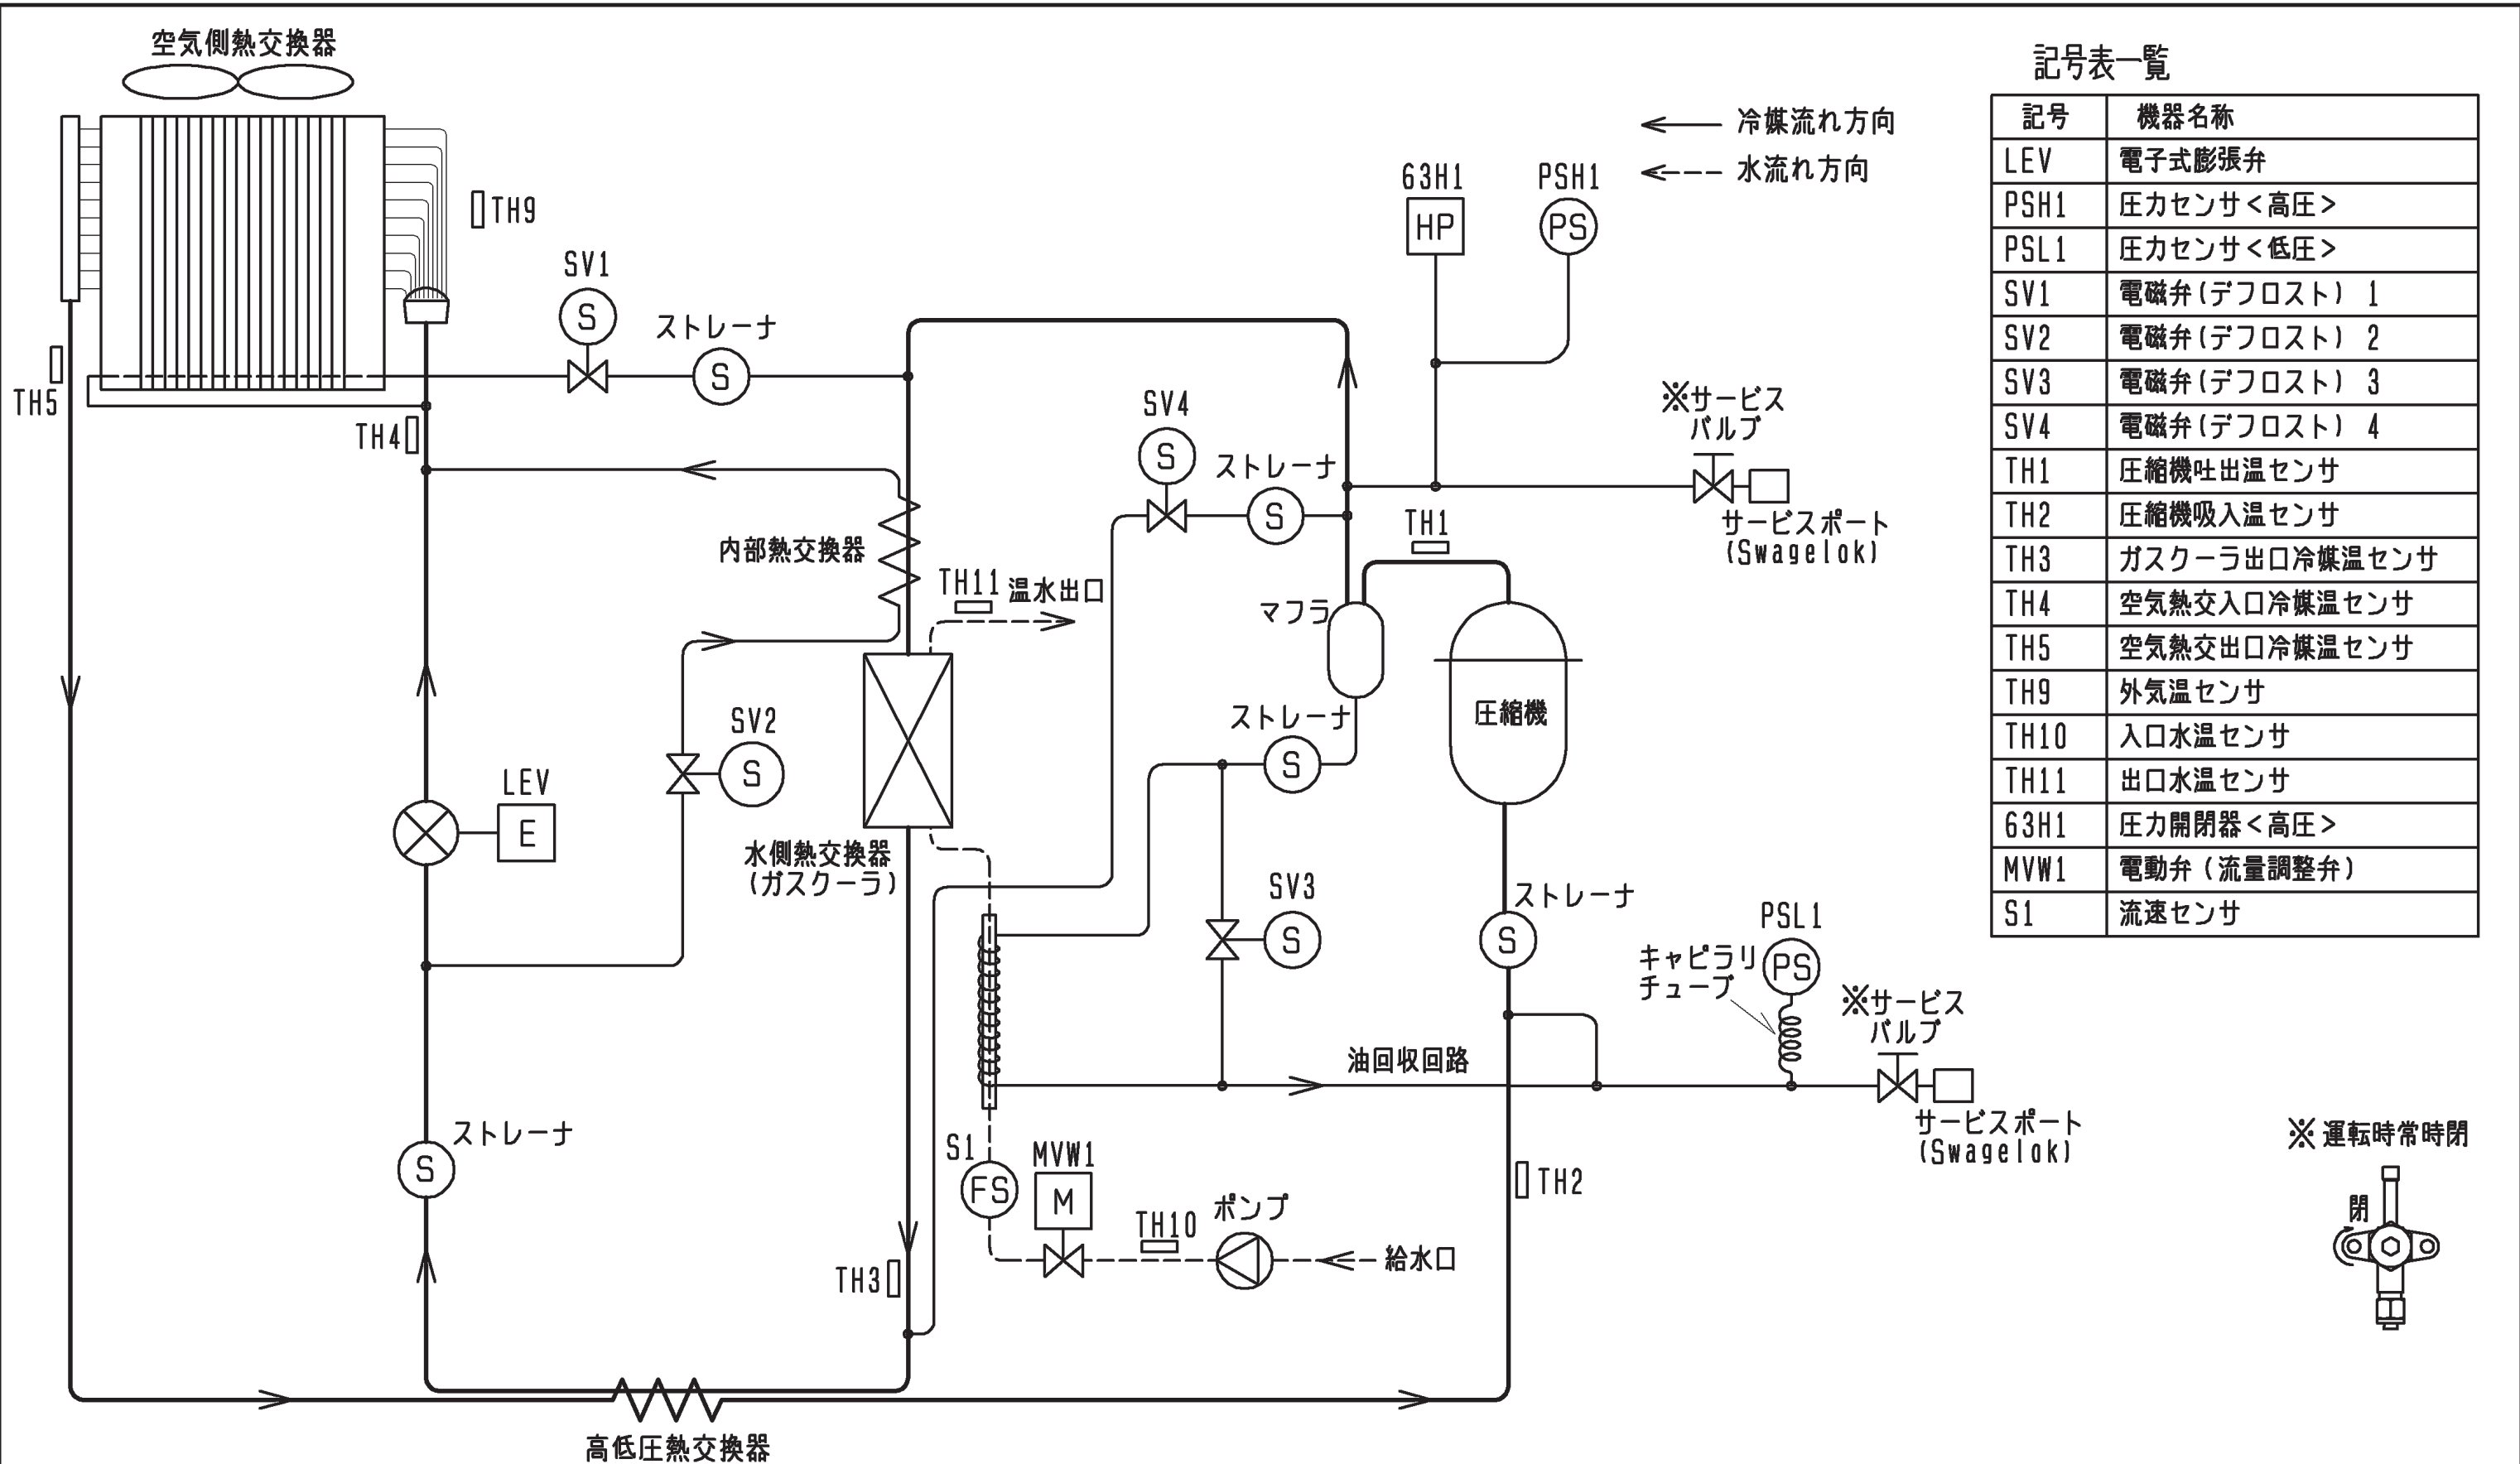 空気側熱交換器
TH9
TH5
TH4
SV1
S
ストレーナ
S
内部熱交換器
SV2
S
LEV
E
ストレーナ
S
高低圧熱交換器
TH11
温水出口
水側熱交換器
(ガスクーラ)
TH3
SV4
S
ストレーナ
S
63H1
HP
PSH1
PS
冷媒流れ方向
水流れ方向
※サービス
バルブ
サービスポート
(Swagelok)
TH1
マフラ
圧縮機
ストレーナ
S
SV3
S
ストレーナ
S
油回収回路
キャピラリ
チューブ
PSL1
PS
※サービス
バルブ
サービスポート
(Swagelok)
TH2
S1
FS
MVW1
M
TH10
ポンプ
給水口
記号表一覧
記号 機器名称
LEV 電子式膨張弁
PSH1 圧力センサ<高圧>
PSL1 圧力センサ<低圧>
SV1 電磁弁(デフロスト) 1
SV2 電磁弁(デフロスト) 2
SV3 電磁弁(デフロスト) 3
SV4 電磁弁(デフロスト) 4
TH1 圧縮機吐出温センサ
TH2 圧縮機吸入温センサ
TH3 ガスクーラ出口冷媒温センサ
TH4 空気熱交入口冷媒温センサ
TH5 空気熱交出口冷媒温センサ
TH9 外気温センサ
TH10 入口水温センサ
TH11 出口水温センサ
63H1 圧力開閉器<高圧>
MVW1 電動弁(流量調整弁)
S1 流速センサ
※運転時常時閉
閉